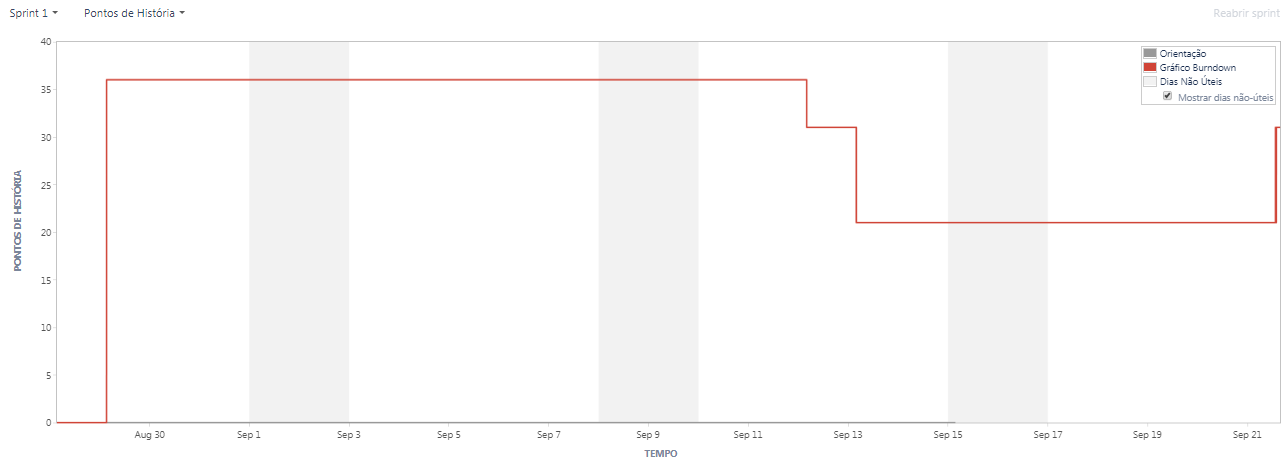 Sprint 1
Pontos de História
Reabrir sprint
40
35
30
25
20
15
10
5
0
PONTOS DE HISTÓRIA
Orientação
Gráfico Burndown
Dias Não Úteis
Mostrar dias não-úteis
Aug 30
Sep 1
Sep 3
Sep 5
Sep 7
Sep 9
Sep 11
Sep 13
Sep 15
Sep 17
Sep 19
Sep 21
TEMPO